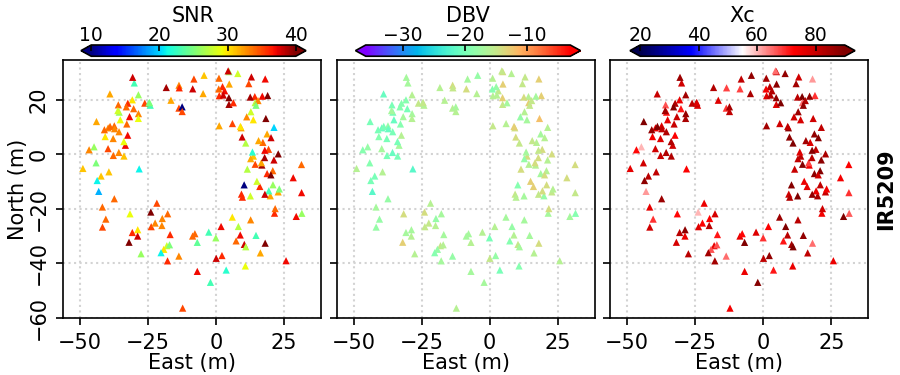 SNR DBV Xc
10 20 30 40 −30 −20 −10 20 40 60 80
North (m)
20
0
−20
−40
−60
−50 −25 0 25 −50 −25 0 25 −50 −25 0 25
East (m) East (m) East (m)
IR5209